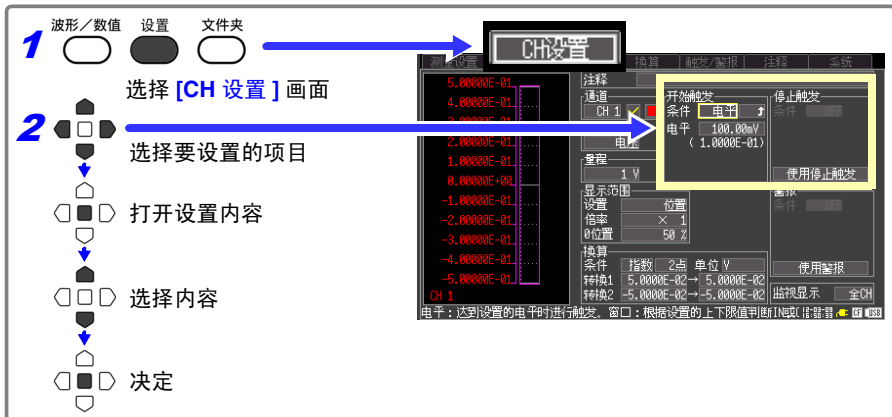 波形／数值 设置 文件夹
1
选择 [CH 设置 ] 画面
2
选择要设置的项目
打开设置内容
选择内容
决定
CH设置
测量设置 换算 触发/警报 注释 系统
注释
通道
CH 1
电压
量程
1 V
显示范围
设置 位置
倍率 × 1
0位置 50 %
换算
条件 指数 2点 单位 V
转换1 5.0000E-02→ 5.0000E-02
转换2 -5.0000E-02→ -5.0000E-02
开始触发
条件 电平
电平 100.00mV
( 1.0000E-01)
停止触发
条件 OFF
使用停止触发
警报
条件 OFF
使用警报
监视显示 全CH
5.00000E-01
4.00000E-01
3.00000E-01
2.00000E-01
1.00000E-01
0.00000E+00
-1.00000E-01
-2.00000E-01
-3.00000E-01
-4.00000E-01
-5.00000E-01
CH 1
电平：达到设置的电平时进行触发. 窗口：根据设置的上下限值判断IN或
CF USB